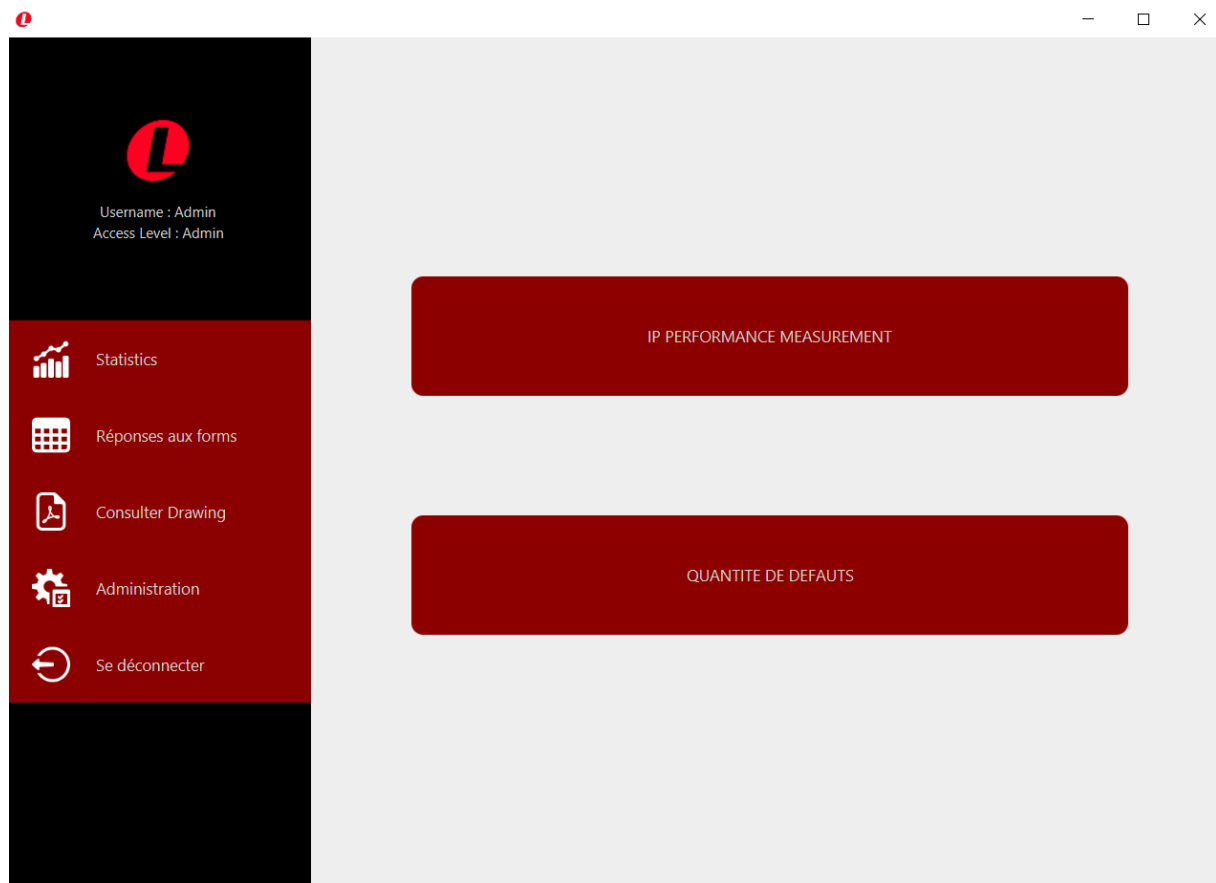 Username : Admin
Access Level : Admin
Statistics
Réponses aux forms
Consulter Drawing
Administration
Se déconnecter
IP PERFORMANCE MEASUREMENT
QUANTITE DE DEFAUTS